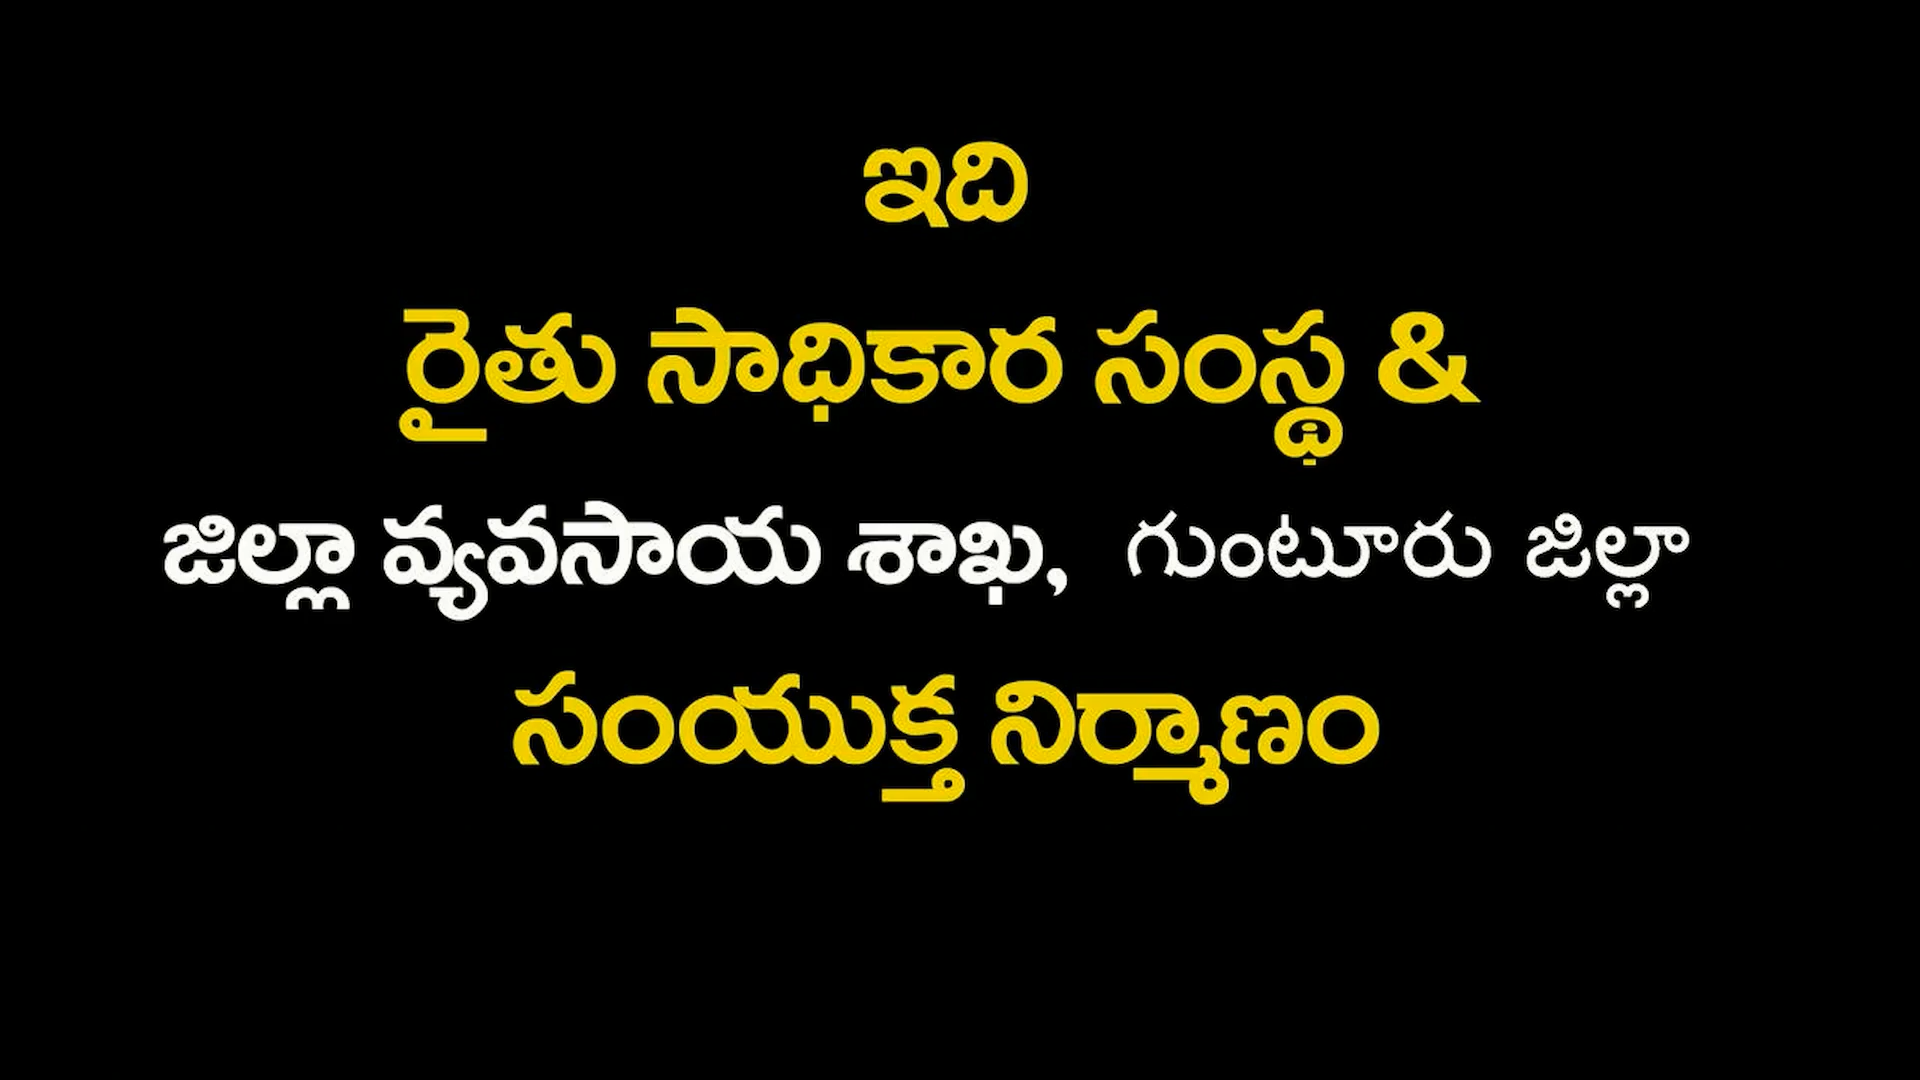 ఇది
రైతు సాధికార సంస్థ &
జిల్లా వ్యవసాయ శాఖ, గుంటూరు జిల్లా
సంయుక్త నిర్మాణం